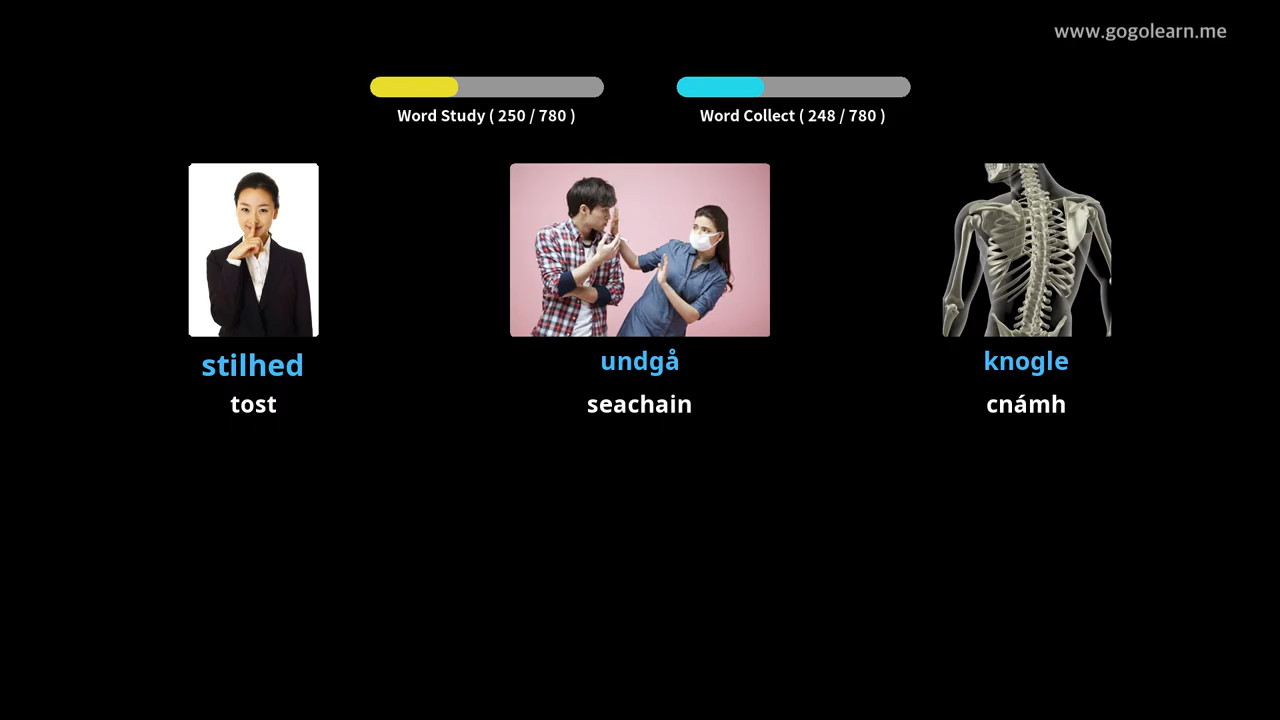 www.gogolearn.me
Word Study ( 250 / 780 )
Word Collect ( 248 / 780 )
stilhed
undgå
knogle
tost
seachain
cnámh